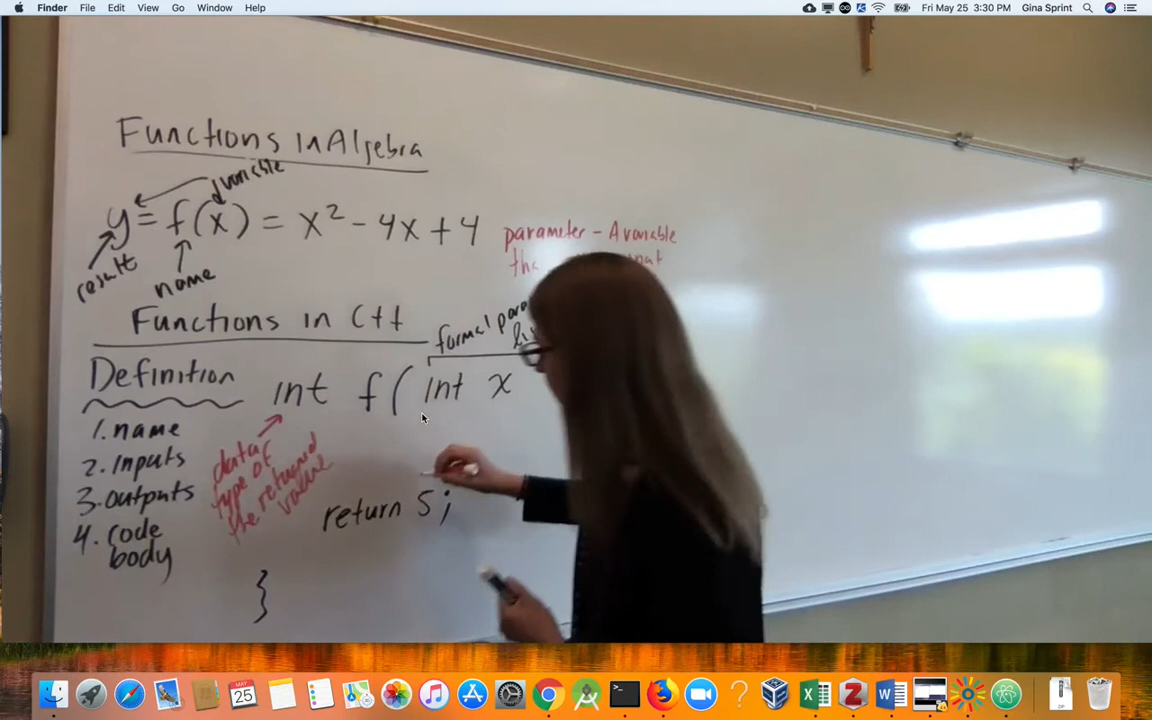 Finder File Edit View Go Window Help Fri May 25 3:30 PM Gina Sprint
Functions in Algebra
variable
y = f(x) = x² - 4x + 4
result
name
parameter - A variable
Functions in C++
formal
Definition
int f( int x
1. name
2. inputs
3. outputs
4. code
body
data
type of
the returned
value
return 5;
}
MAY
25